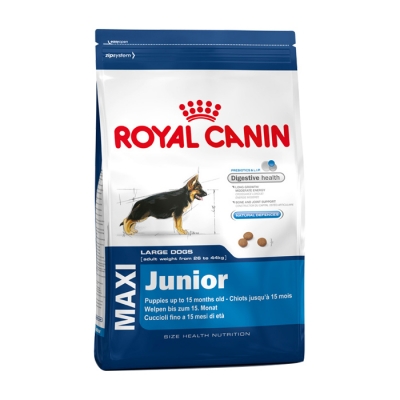 zipsystem
ROYAL CANIN
Digestive health
NATURAL DEFENCES
LARGE DOGS
[adult weight from 26 to 44kg]
MAXI
Junior
Puppies up to 15 months old - Chiots jusqu'à 15 mois
Welpen bis zum 15. Monat
Cuccioli fino a 15 mesi di età
SIZE HEALTH NUTRITION